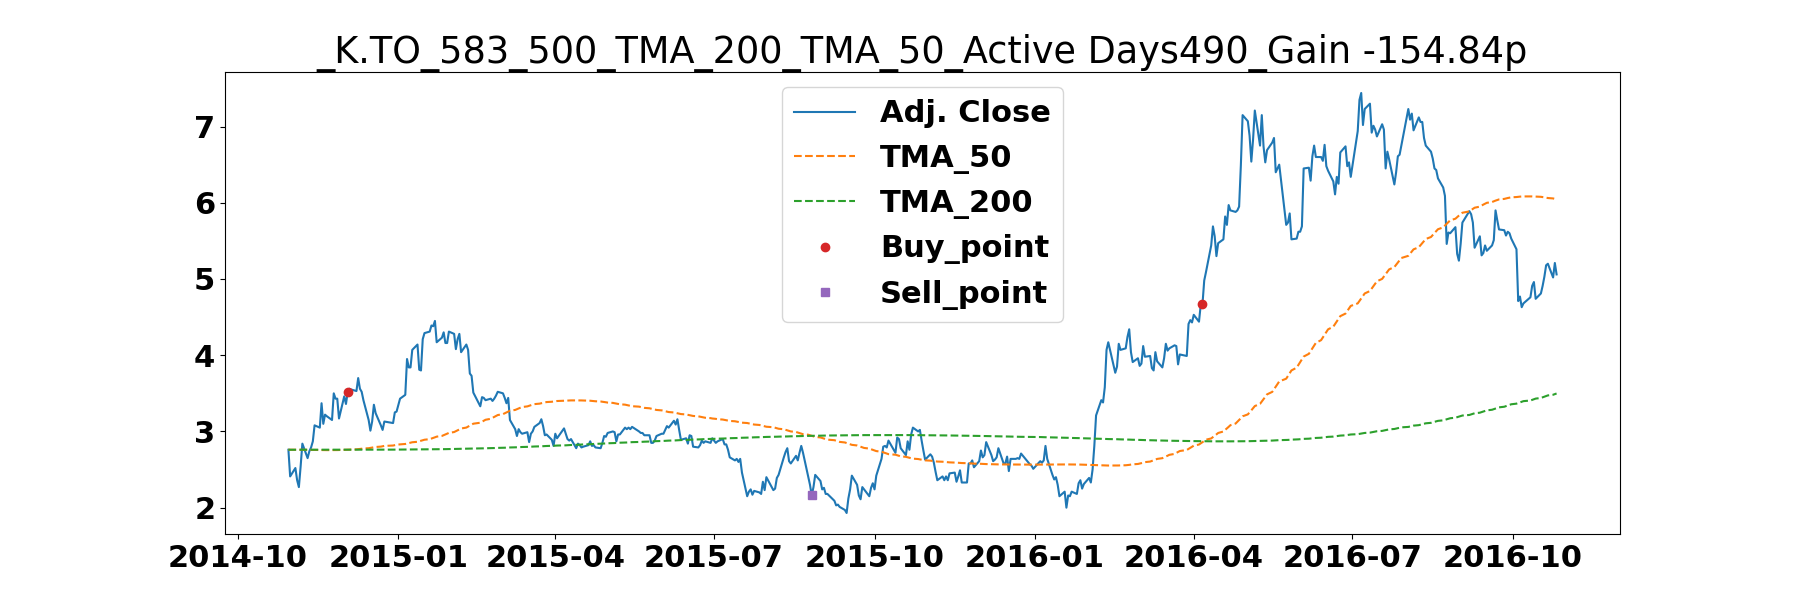 _K.TO_583_500_TMA_200_TMA_50_Active Days490_Gain -154.84p
Adj. Close
TMA_50
TMA_200
Buy_point
Sell_point
7
6
5
4
3
2
2014-10 2015-01 2015-04 2015-07 2015-10 2016-01 2016-04 2016-07 2016-10